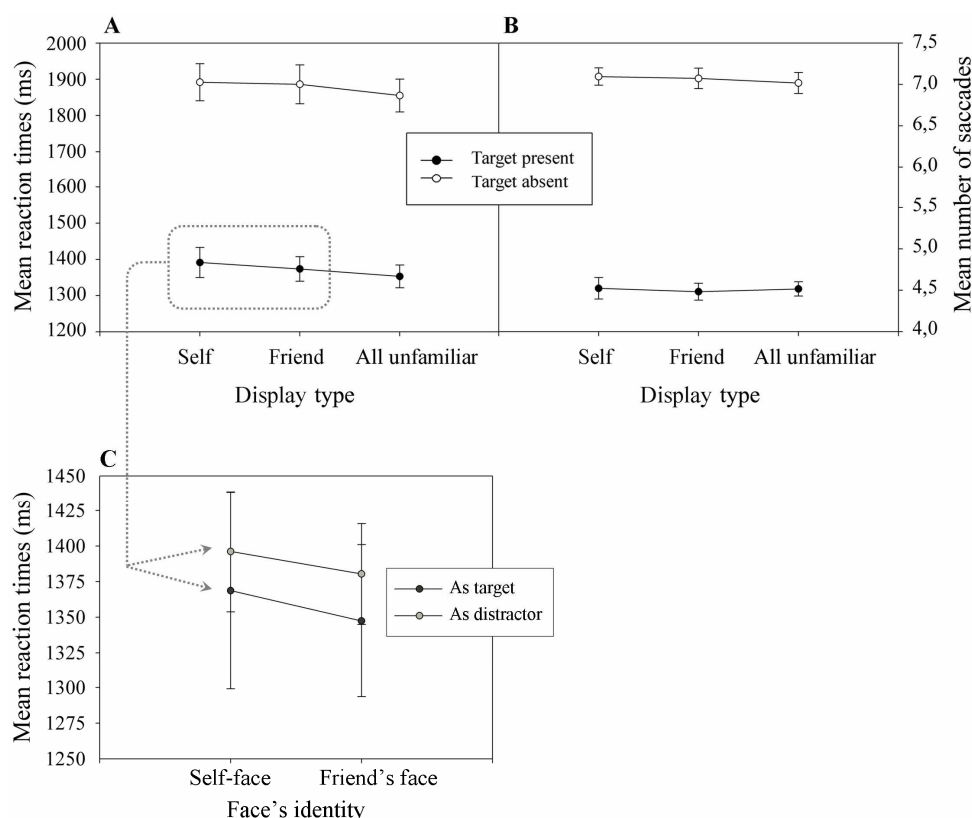 A
B
Mean reaction times (ms)
2000
1900
1800
1700
1600
1500
1400
1300
1200
Self Friend All unfamiliar
Display type
Target present
Target absent
7,5
7,0
6,5
6,0
5,5
5,0
4,5
4,0
Mean number of saccades
Self Friend All unfamiliar
Display type
C
Mean reaction times (ms)
1450
1425
1400
1375
1350
1325
1300
1275
1250
As target
As distractor
Self-face Friend's face
Face's identity